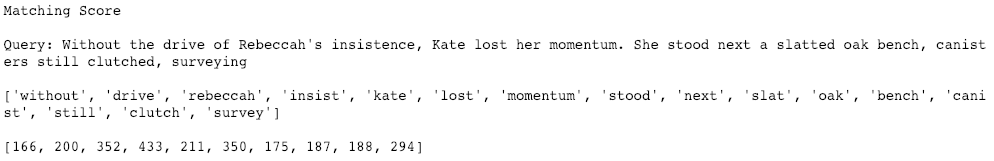 Matching Score
Query: Without the drive of Rebeccah's insistence, Kate lost her momentum. She stood next a slatted oak bench, canist
ers still clutched, surveying
['without', 'drive', 'rebeccah', 'insist', 'kate', 'lost', 'momentum', 'stood', 'next', 'slat', 'oak', 'bench', 'cani
st', 'still', 'clutch', 'survey']
[166, 200, 352, 433, 211, 350, 175, 187, 188, 294]